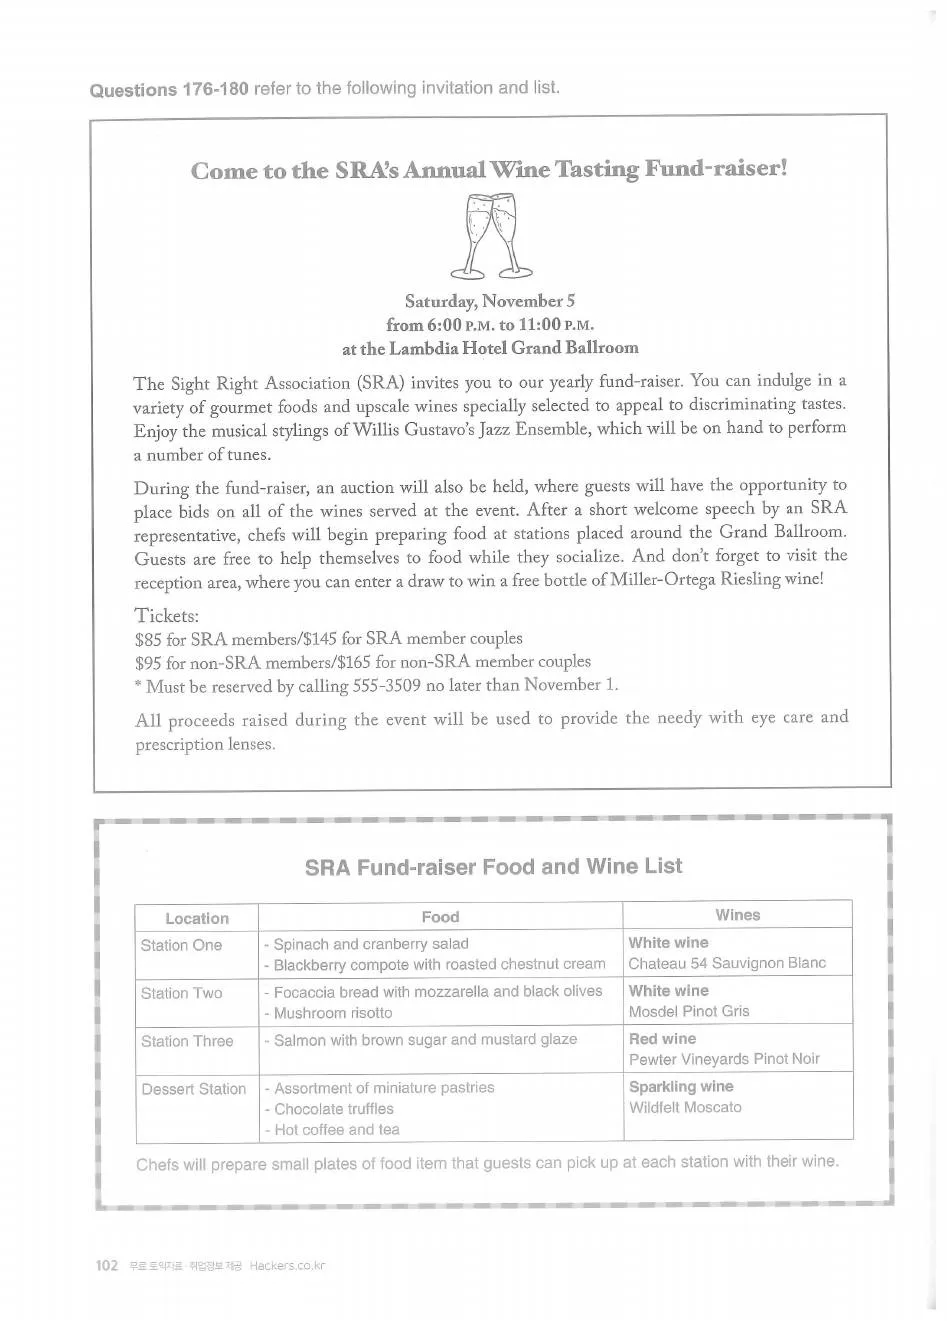 Questions 176-180 refer to the following invitation and list.
Come to the SRA's Annual Wine Tasting Fund-raiser!
Saturday, November 5
from 6:00 P.M. to 11:00 P.M.
at the Lambdia Hotel Grand Ballroom
The Sight Right Association (SRA) invites you to our yearly fund-raiser. You can indulge in a
variety of gourmet foods and upscale wines specially selected to appeal to discriminating tastes.
Enjoy the musical stylings of Willis Gustavo's Jazz Ensemble, which will be on hand to perform
a number of tunes.
During the fund-raiser, an auction will also be held, where guests will have the opportunity to
place bids on all of the wines served at the event. After a short welcome speech by an SRA
representative, chefs will begin preparing food at stations placed around the Grand Ballroom.
Guests are free to help themselves to food while they socialize. And don't forget to visit the
reception area, where you can enter a draw to win a free bottle of Miller-Ortega Riesling wine!
Tickets:
$85 for SRA members/$145 for SRA member couples
$95 for non-SRA members/$165 for non-SRA member couples
* Must be reserved by calling 555-3509 no later than November 1.
All proceeds raised during the event will be used to provide the needy with eye care and
prescription lenses.
SRA Fund-raiser Food and Wine List
Location Food Wines
Station One - Spinach and cranberry salad White wine
- Blackberry compote with roasted chestnut cream Chateau 54 Sauvignon Blanc
Station Two - Focaccia bread with mozzarella and black olives White wine
- Mushroom risotto Mosdel Pinot Gris
Station Three - Salmon with brown sugar and mustard glaze Red wine
Pewter Vineyards Pinot Noir
Dessert Station - Assortment of miniature pastries Sparkling wine
- Chocolate truffles Wildfelt Moscato
- Hot coffee and tea
Chefs will prepare small plates of food item that guests can pick up at each station with their wine.
102 무료 토익자료·취업정보 제공 Hackers.co.kr